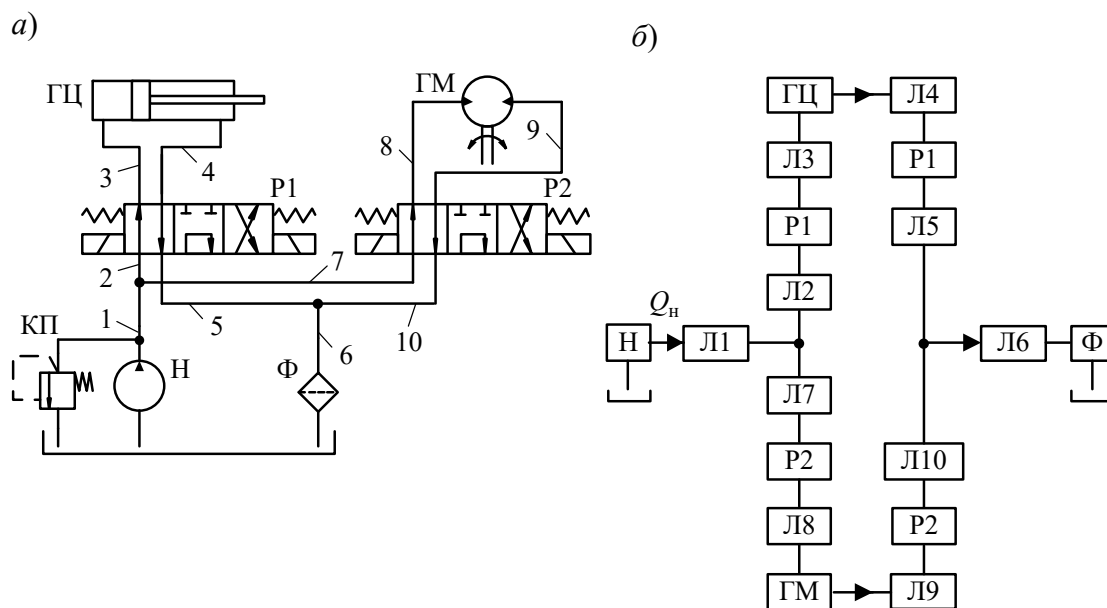 а)
ГЦ
ГМ
9
8
3
4
Р1
Р2
2
7
КП
1
5
10
6
Н
Ф
б)
ГЦ
Л4
Л3
Р1
Р1
Л5
Л2
Qн
Н
Л1
Л6
Ф
Л7
Р2
Л10
Л8
Р2
ГМ
Л9